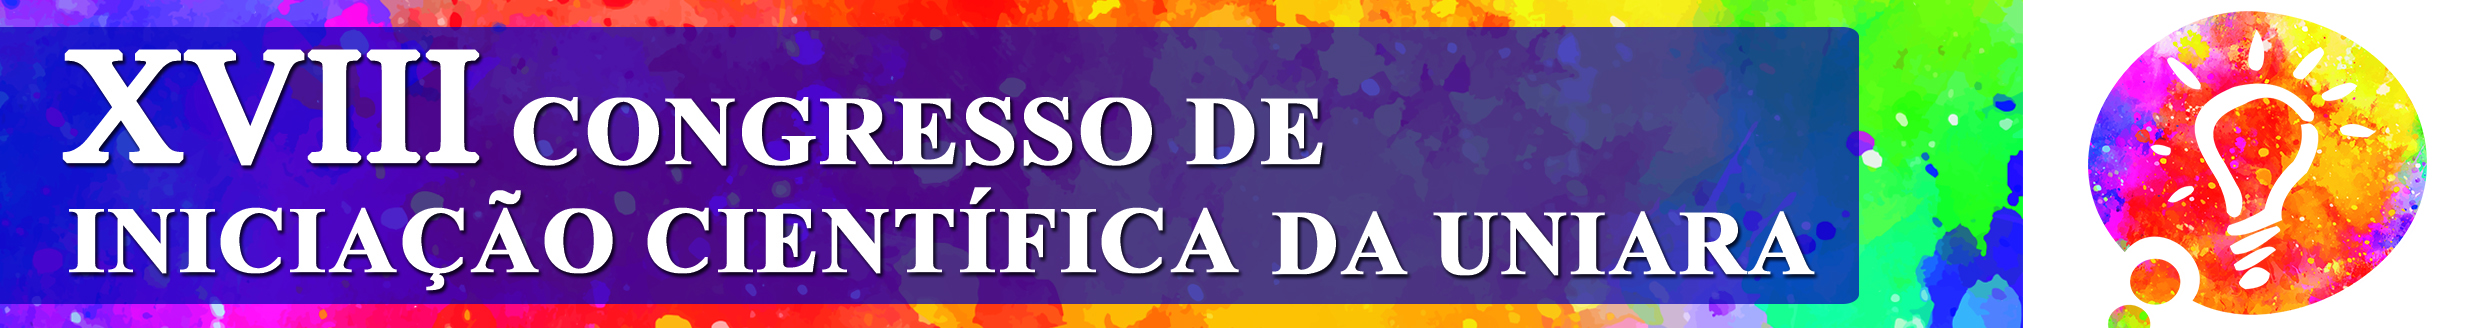 XVIII CONGRESSO DE
INICIAÇÃO CIENTÍFICA DA UNIARA